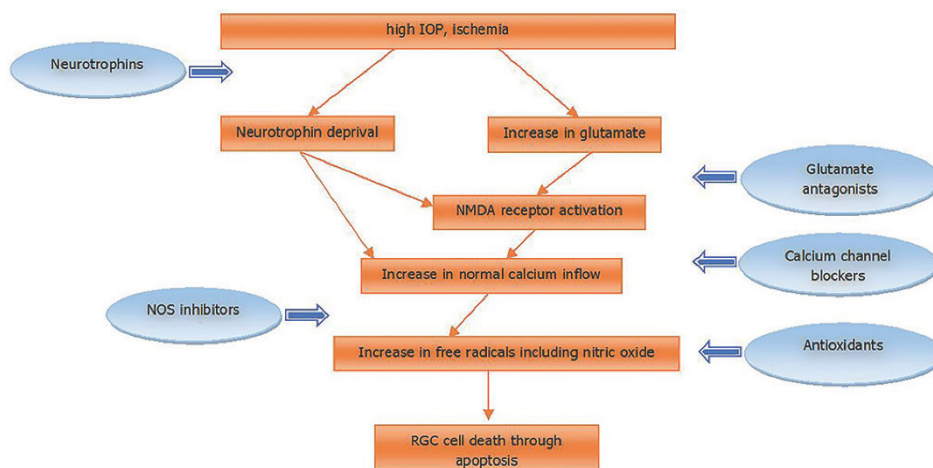 high IOP, ischemia
Neurotrophins
Neurotrophin deprival
Increase in glutamate
Glutamate
antagonists
NMDA receptor activation
Calcium channel
blockers
Increase in normal calcium inflow
NOS inhibitors
Antioxidants
Increase in free radicals including nitric oxide
RGC cell death through
apoptosis